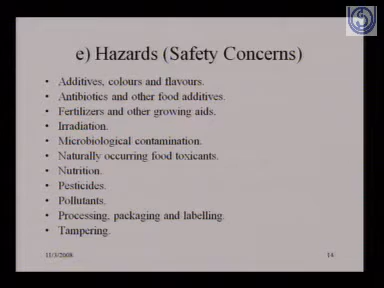 e) Hazards (Safety Concerns)
• Additives, colours and flavours.
• Antibiotics and other food additives.
• Fertilizers and other growing aids.
• Irradiation.
• Microbiological contamination.
• Naturally occurring food toxicants.
• Nutrition.
• Pesticides.
• Pollutants.
• Processing, packaging and labelling.
• Tampering.
11/3/2008
14